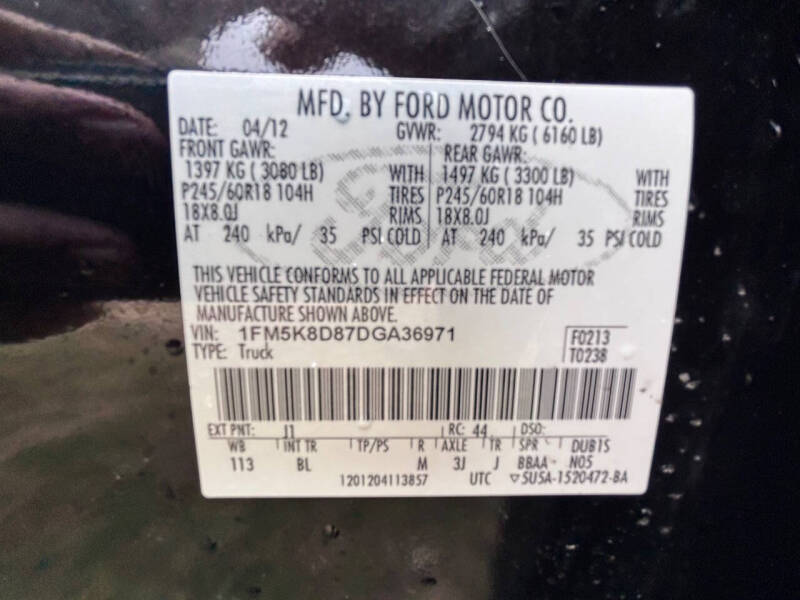 MFD. BY FORD MOTOR CO.
DATE: 04/12 GVWR: 2794 KG ( 6160 LB)
FRONT GAWR: REAR GAWR:
1397 KG ( 3080 LB) WITH 1497 KG ( 3300 LB) WITH
P245/60R18 104H TIRES P245/60R18 104H TIRES
18X8.0J RIMS 18X8.0J RIMS
AT 240 kPa/ 35 PSI COLD AT 240 kPa/ 35 PSI COLD
THIS VEHICLE CONFORMS TO ALL APPLICABLE FEDERAL MOTOR
VEHICLE SAFETY STANDARDS IN EFFECT ON THE DATE OF
MANUFACTURE SHOWN ABOVE.
VIN: 1FM5K8D87DGA36971 F0213
TYPE: Truck T0238
EXT PNT: J1 RC: 44 DSO:
WB INT TR TP/PS R AXLE TR SPR DUB1S
113 BL M 3J J BBAA N05
1201204113857 UTC ▽SU5A-1520472-BA
Ford